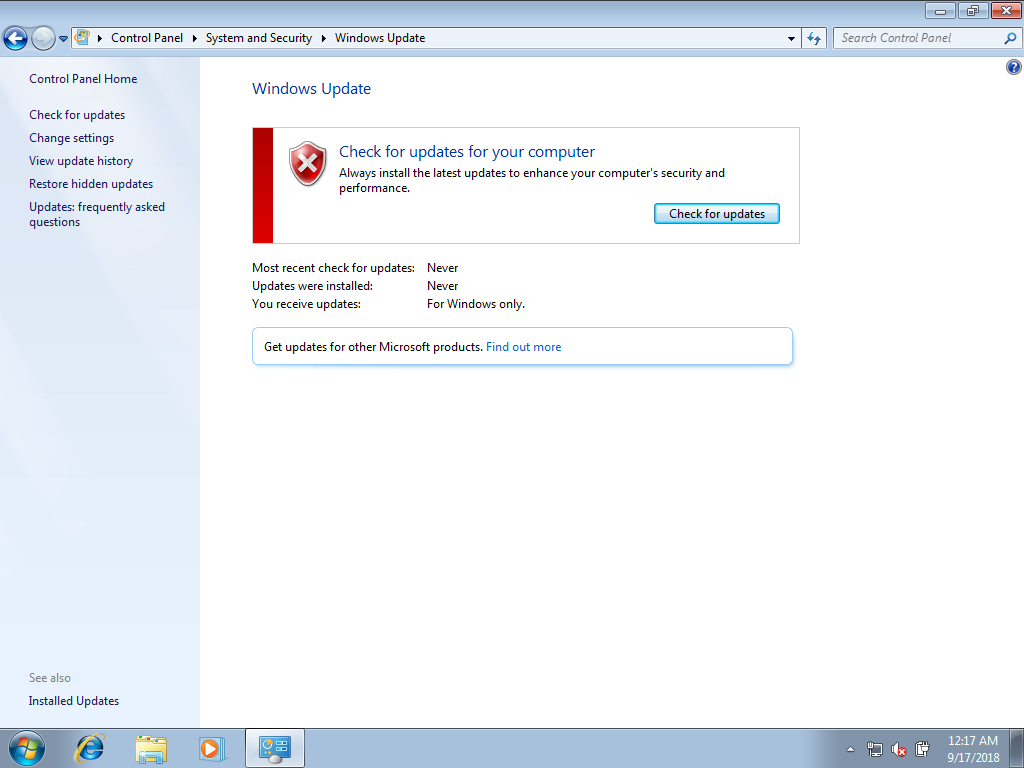 Control Panel System and Security Windows Update
Search Control Panel
Control Panel Home
Check for updates
Change settings
View update history
Restore hidden updates
Updates: frequently asked
questions
See also
Installed Updates
Windows Update
Check for updates for your computer
Always install the latest updates to enhance your computer's security and
performance.
Check for updates
Most recent check for updates: Never
Updates were installed: Never
You receive updates: For Windows only.
Get updates for other Microsoft products. Find out more
12:17 AM
9/17/2018